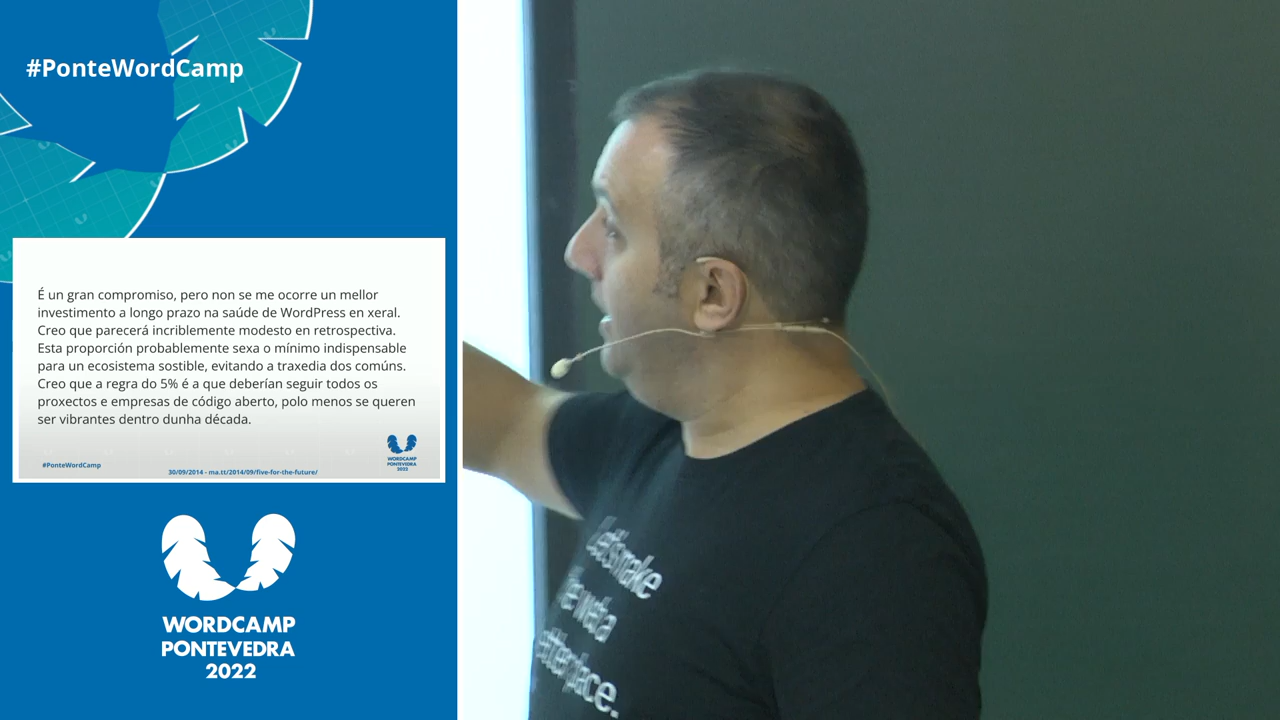 #PonteWordCamp
É un gran compromiso, pero non se me ocorre un mellor
investimento a longo prazo na saúde de WordPress en xeral.
Creo que parecerá incriblemente modesto en retrospectiva.
Esta proporción probablemente sexa o mínimo indispensable
para un ecosistema sostible, evitando a traxedia dos comúns.
Creo que a regra do 5% é a que deberían seguir todos os
proxectos e empresas de código aberto, polo menos se queren
ser vibrantes dentro dunha década.
#PonteWordCamp
30/09/2014 - ma.tt/2014/09/five-for-the-future/
WORDCAMP
PONTEVEDRA
2022
WORDCAMP
PONTEVEDRA
2022
Let's make
place.